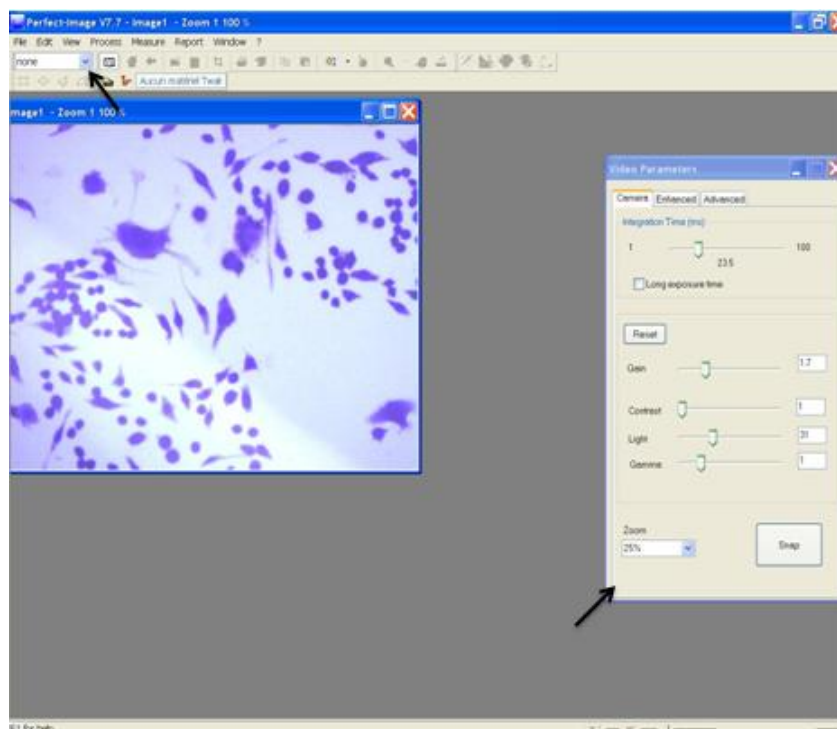 Perfect-Image V7.7 - Image1 - Zoom 1 100 %
File Edit View Process Measure Report Window ?
none
Aucun matériel Twain
Image1 - Zoom 1 100 %
Video Parameters
Camera Enhanced Advanced
Integration Time (ms)
1 100
23.5
Long exposure time
Reset
Gain 1.7
Contrast 1
Light 31
Gamma 1
Zoom
25%
Snap